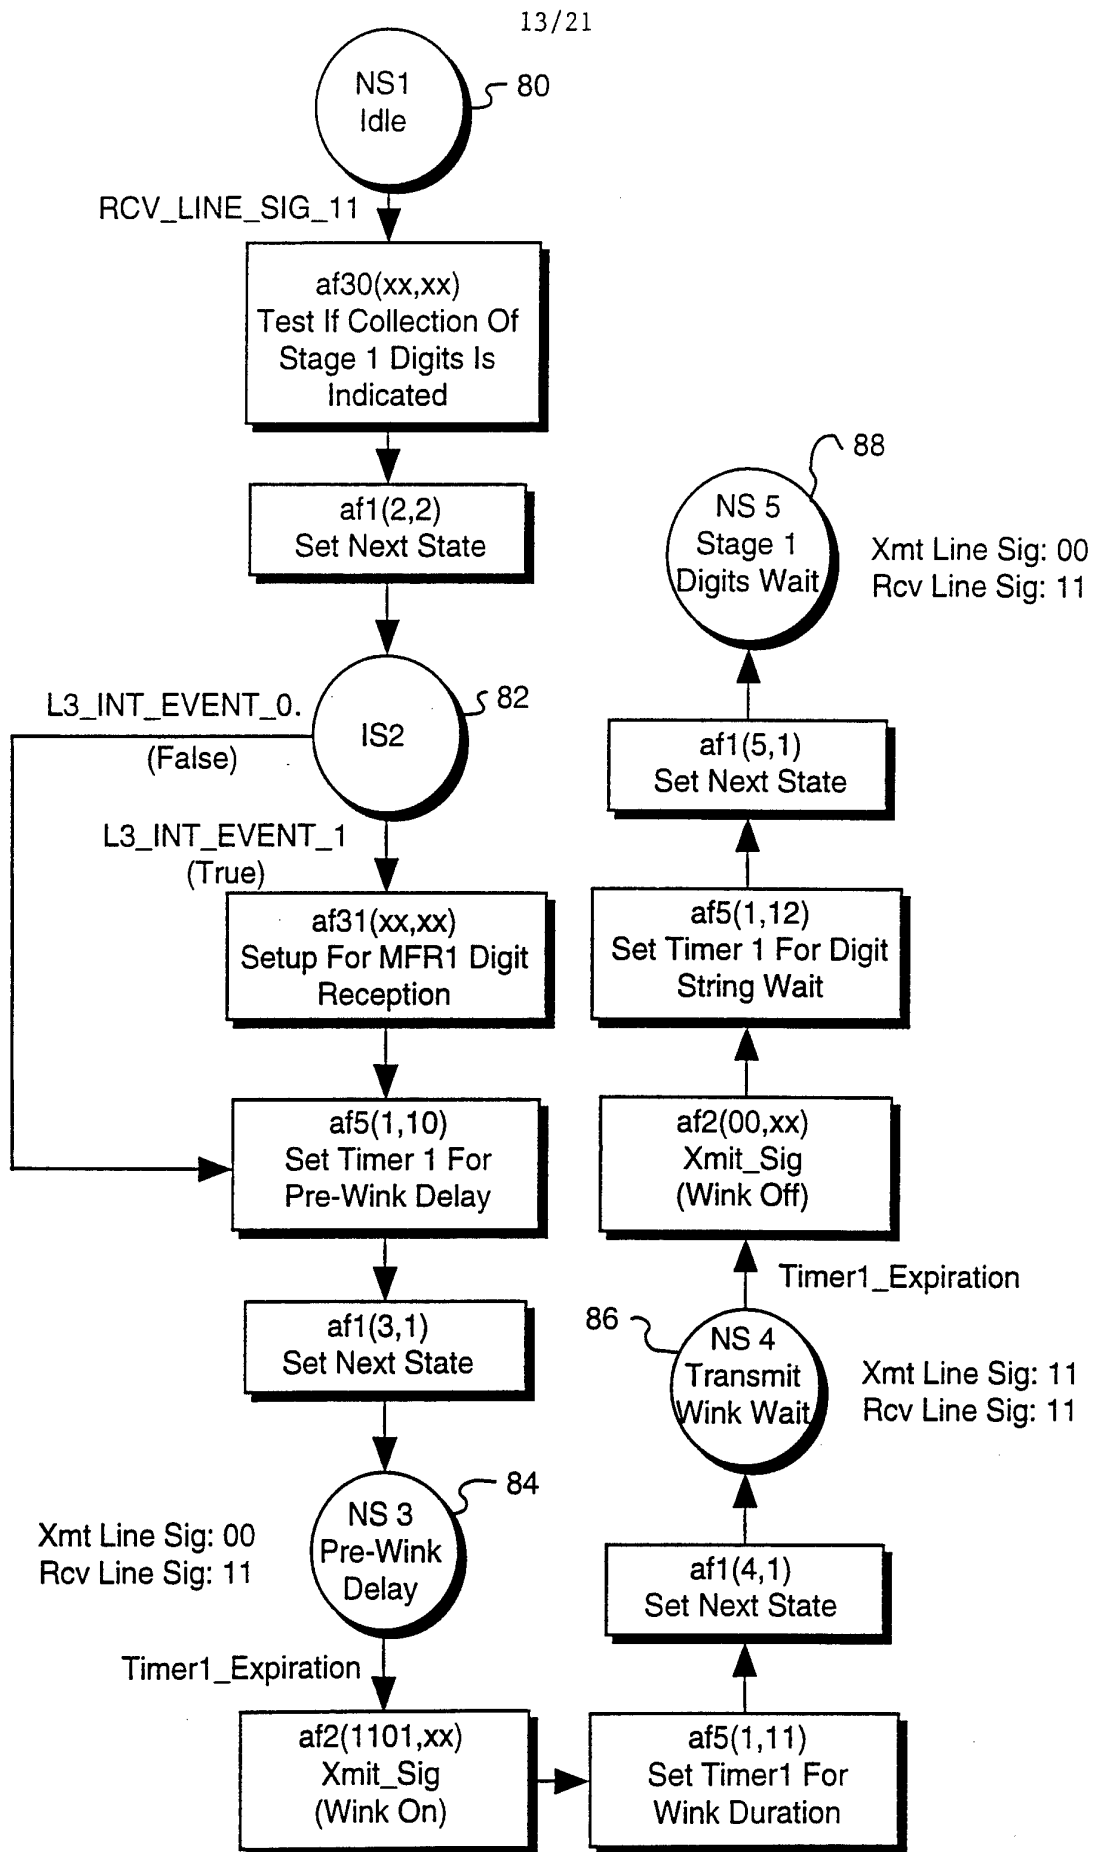 13/21
NS1
Idle
80
RCV_LINE_SIG_11
af30(xx,xx)
Test If Collection Of
Stage 1 Digits Is
Indicated
af1(2,2)
Set Next State
L3_INT_EVENT_0.
(False)
IS2
82
L3_INT_EVENT_1
(True)
af31(xx,xx)
Setup For MFR1 Digit
Reception
af5(1,10)
Set Timer 1 For
Pre-Wink Delay
af1(3,1)
Set Next State
84
NS 3
Pre-Wink
Delay
Xmt Line Sig: 00
Rcv Line Sig: 11
Timer1_Expiration
af2(1101,xx)
Xmit_Sig
(Wink On)
af5(1,11)
Set Timer1 For
Wink Duration
af1(4,1)
Set Next State
86
NS 4
Transmit
Wink Wait
Xmt Line Sig: 11
Rcv Line Sig: 11
Timer1_Expiration
af2(00,xx)
Xmit_Sig
(Wink Off)
af5(1,12)
Set Timer 1 For Digit
String Wait
af1(5,1)
Set Next State
88
NS 5
Stage 1
Digits Wait
Xmt Line Sig: 00
Rcv Line Sig: 11